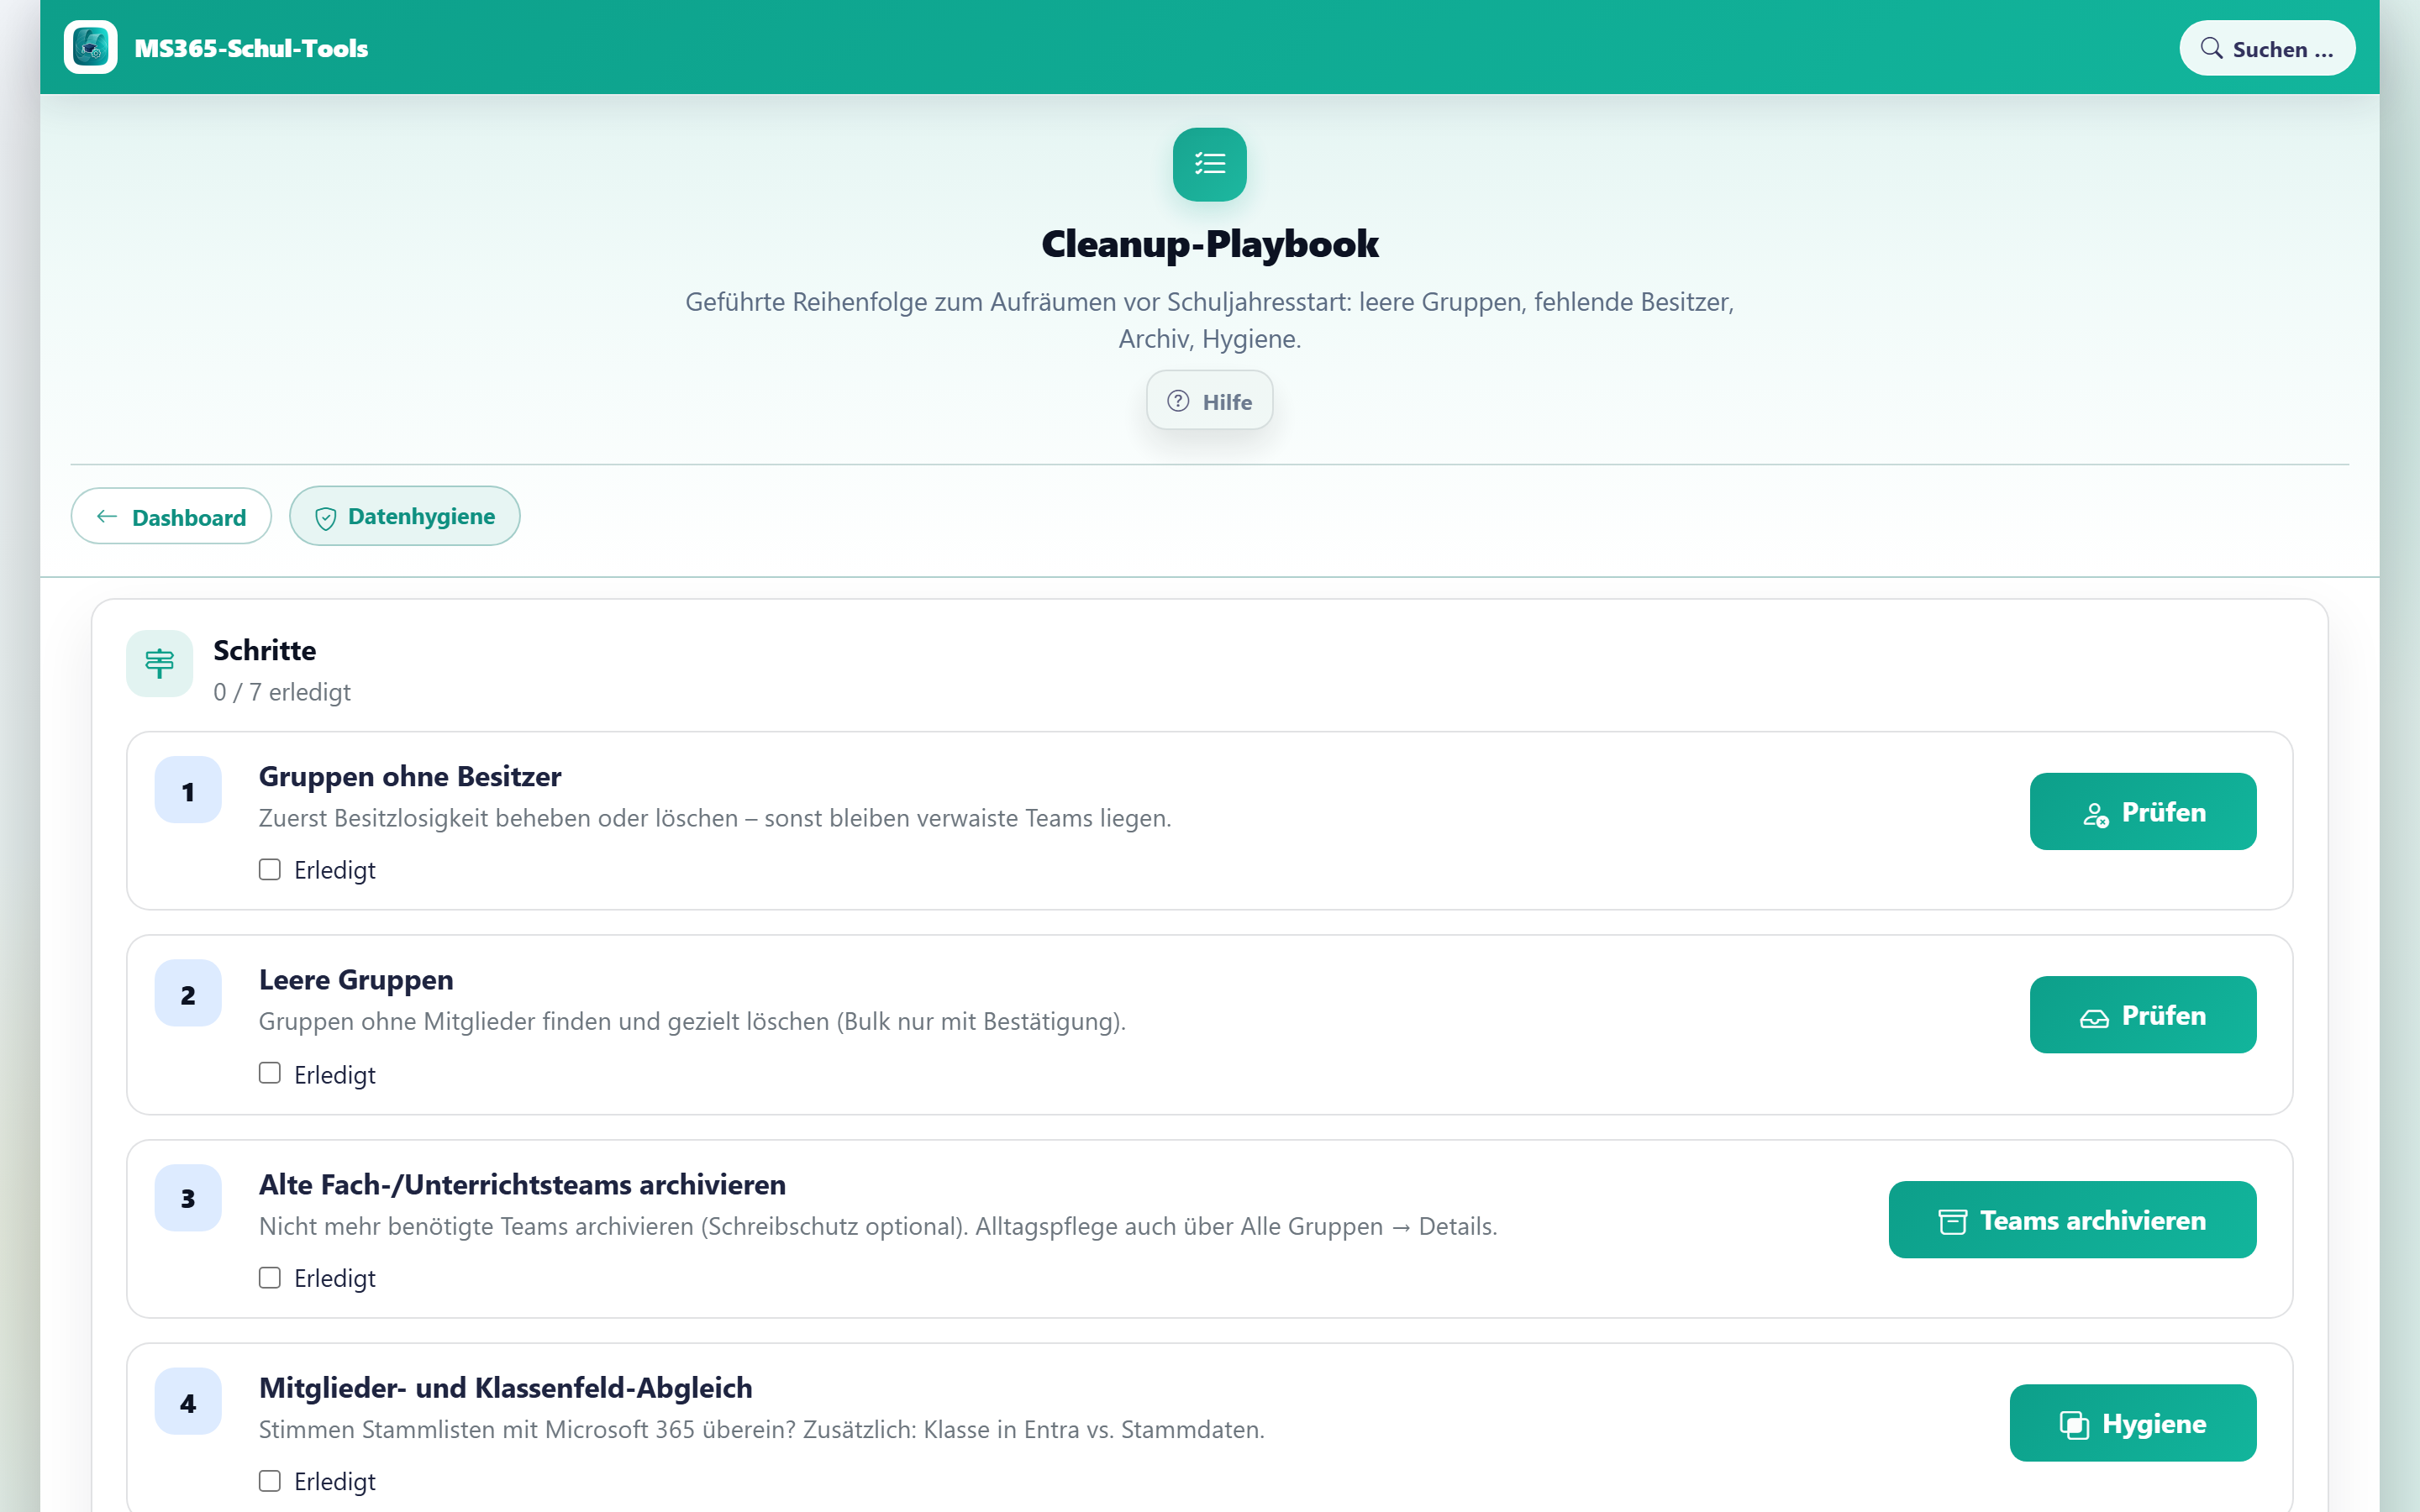 MS365-Schul-Tools
Suchen ...
Cleanup-Playbook
Geführte Reihenfolge zum Aufräumen vor Schuljahresstart: leere Gruppen, fehlende Besitzer,
Archiv, Hygiene.
Hilfe
Dashboard
Datenhygiene
Schritte
0 / 7 erledigt
1
Gruppen ohne Besitzer
Zuerst Besitzlosigkeit beheben oder löschen – sonst bleiben verwaiste Teams liegen.
Erledigt
Prüfen
2
Leere Gruppen
Gruppen ohne Mitglieder finden und gezielt löschen (Bulk nur mit Bestätigung).
Erledigt
Prüfen
3
Alte Fach-/Unterrichtsteams archivieren
Nicht mehr benötigte Teams archivieren (Schreibschutz optional). Alltagspflege auch über Alle Gruppen → Details.
Erledigt
Teams archivieren
4
Mitglieder- und Klassenfeld-Abgleich
Stimmen Stammlisten mit Microsoft 365 überein? Zusätzlich: Klasse in Entra vs. Stammdaten.
Erledigt
Hygiene